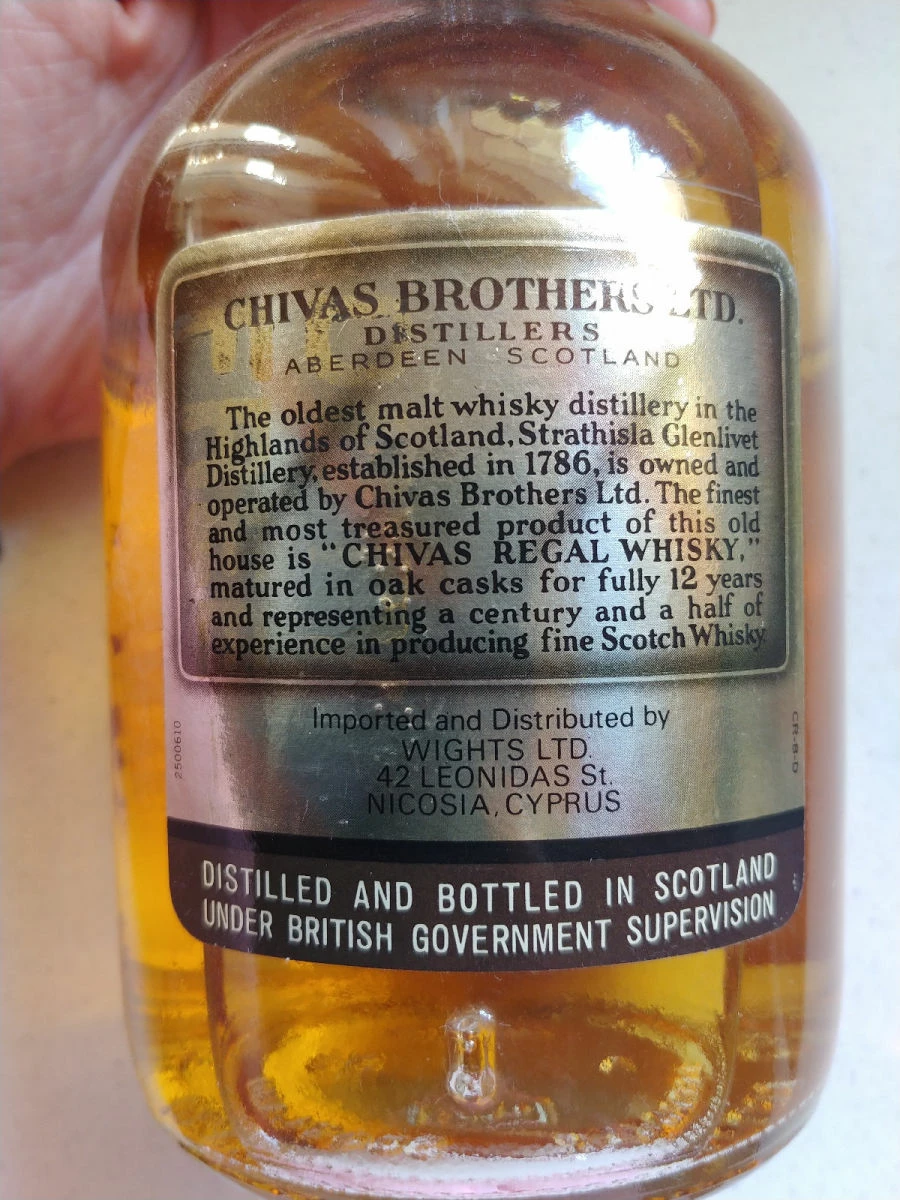 CHIVAS BROTHERS LTD.
DISTILLERS
ABERDEEN SCOTLAND
The oldest malt whisky distillery in the
Highlands of Scotland, Strathisla Glenlivet
Distillery, established in 1786, is owned and
operated by Chivas Brothers Ltd. The finest
and most treasured product of this old
house is “CHIVAS REGAL WHISKY,”
matured in oak casks for fully 12 years
and representing a century and a half of
experience in producing fine Scotch Whisky.
Imported and Distributed by
WIGHTS LTD.
42 LEONIDAS St.
NICOSIA, CYPRUS
2500610
CR-8-D
DISTILLED AND BOTTLED IN SCOTLAND
UNDER BRITISH GOVERNMENT SUPERVISION